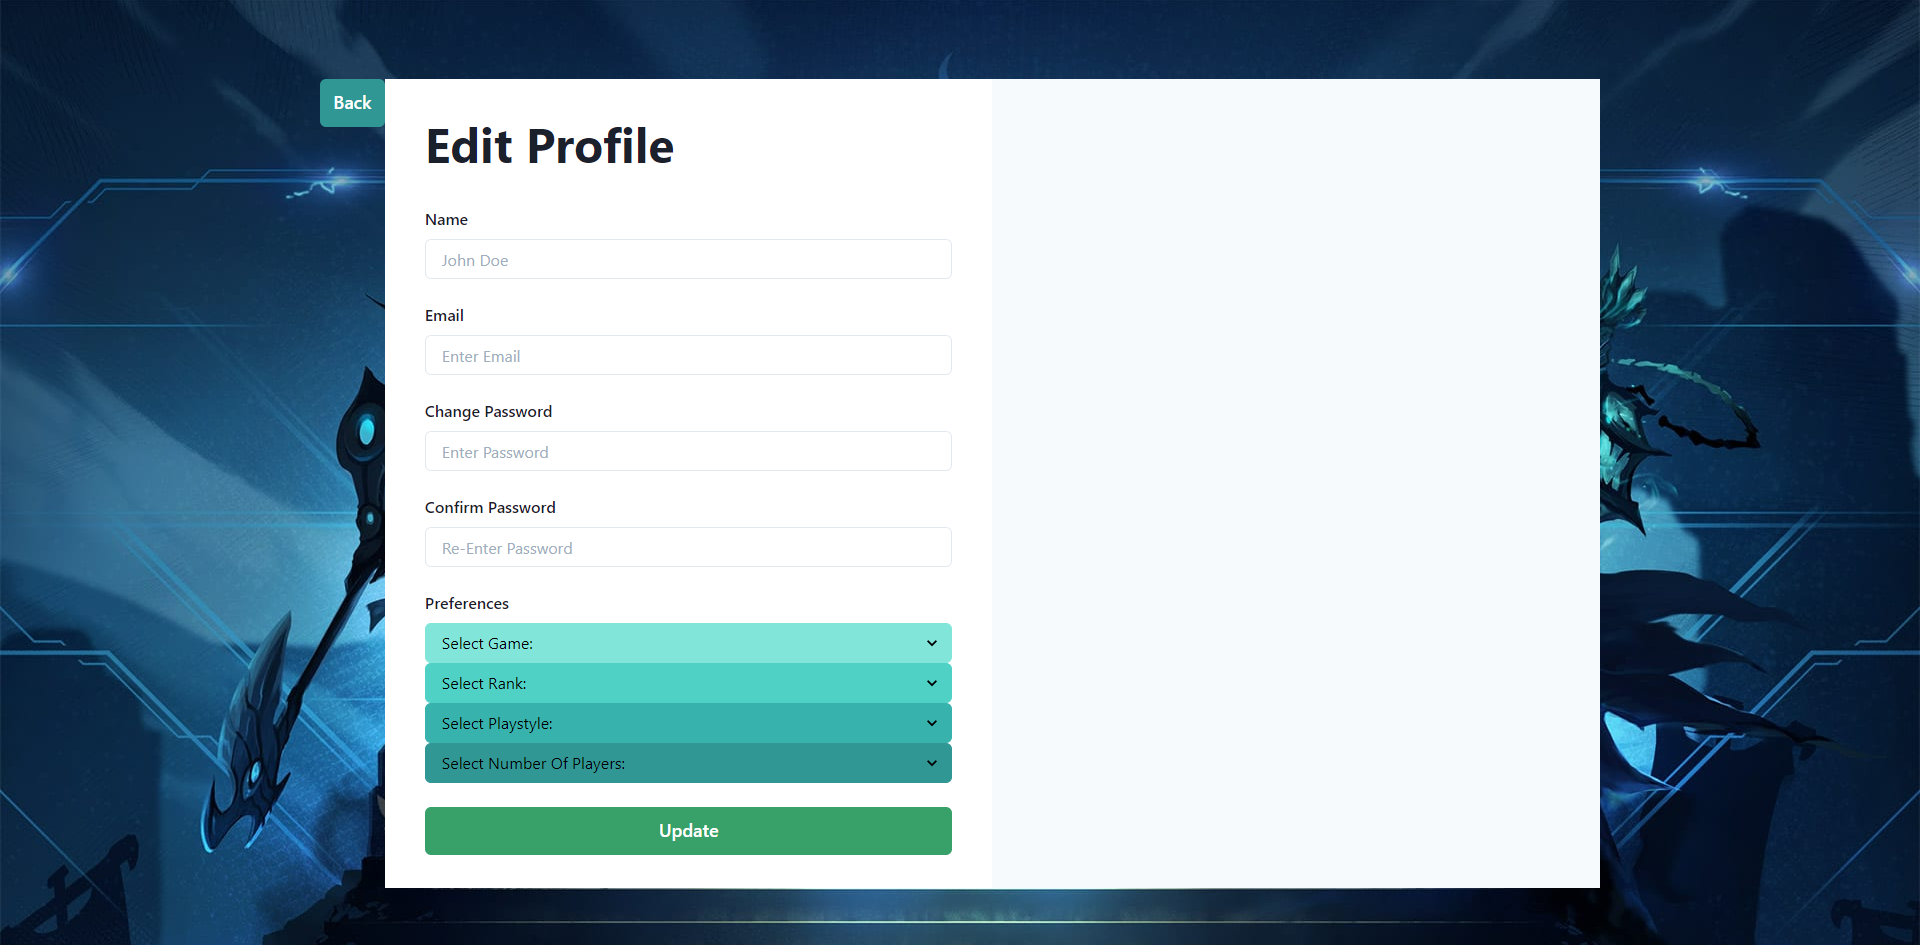 Back
Edit Profile
Name
John Doe
Email
Enter Email
Change Password
Enter Password
Confirm Password
Re-Enter Password
Preferences
Select Game:
Select Rank:
Select Playstyle:
Select Number Of Players:
Update